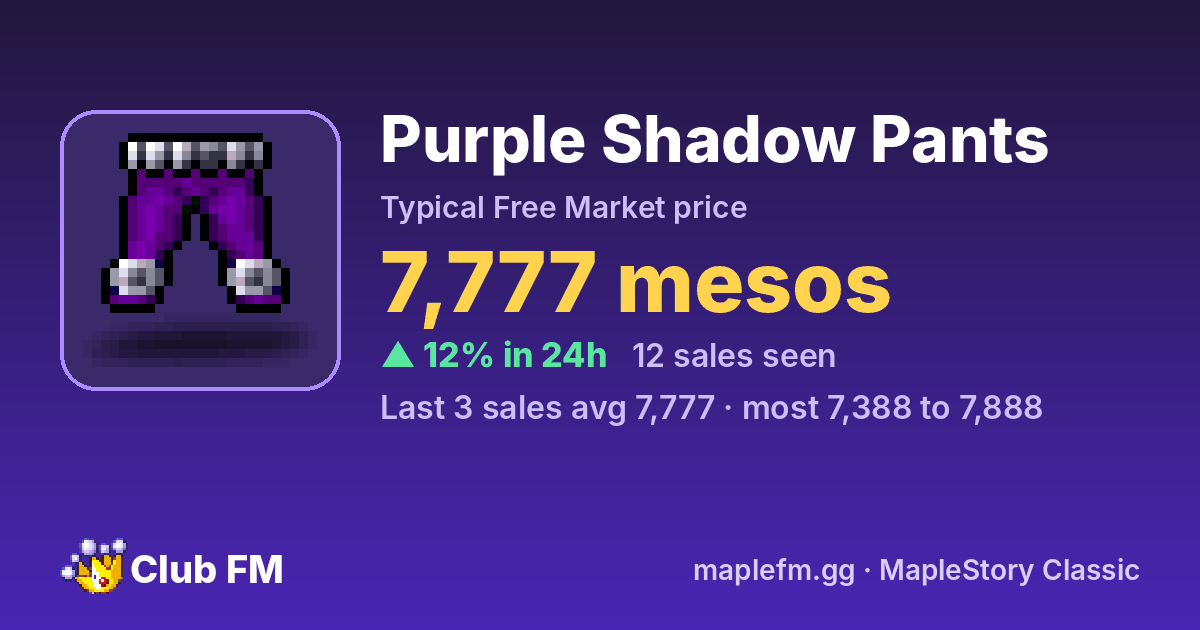 Purple Shadow Pants
Typical Free Market price
7,777 mesos
▲ 12% in 24h 12 sales seen
Last 3 sales avg 7,777 · most 7,388 to 7,888
Club FM
maplefm.gg · MapleStory Classic